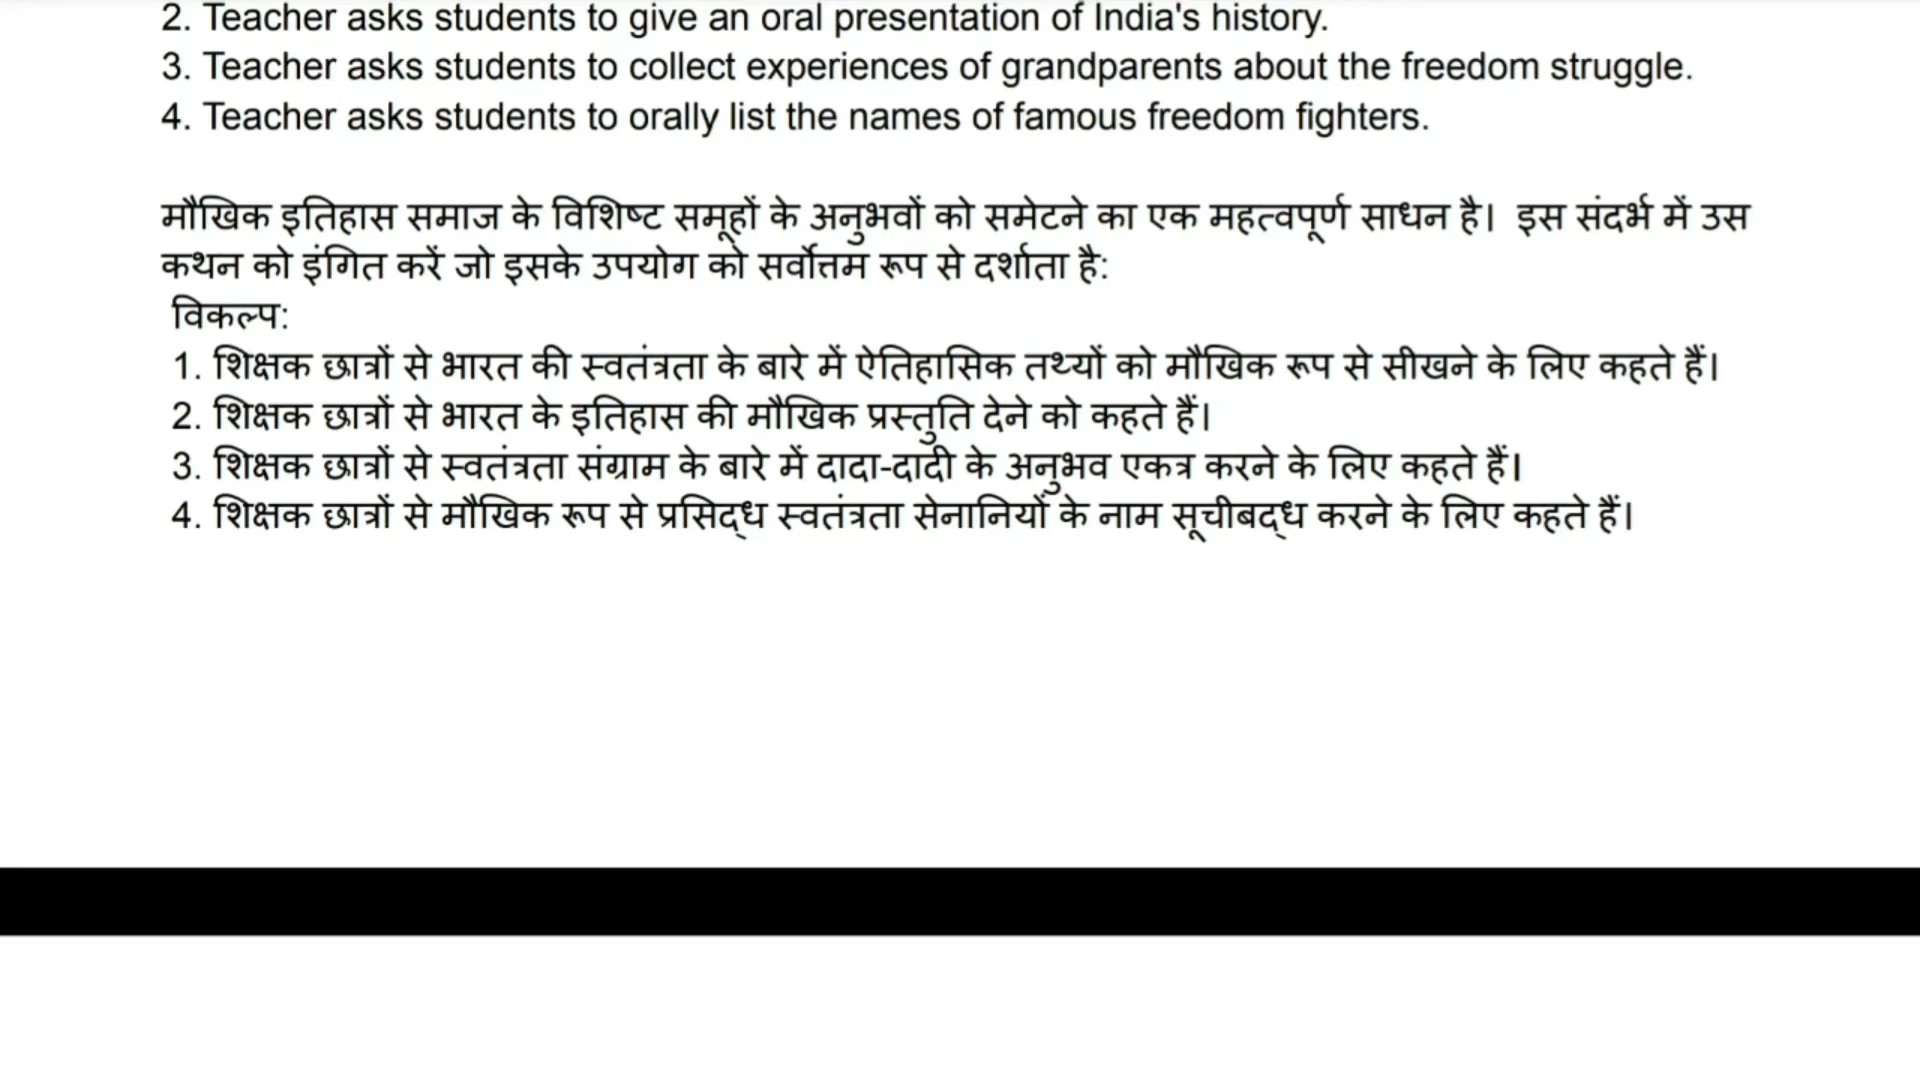 2. Teacher asks students to give an oral presentation of India's history.
3. Teacher asks students to collect experiences of grandparents about the freedom struggle.
4. Teacher asks students to orally list the names of famous freedom fighters.
मौखिक इतिहास समाज के विशिष्ट समूहों के अनुभवों को समेटने का एक महत्वपूर्ण साधन है। इस संदर्भ में उस
कथन को इंगित करें जो इसके उपयोग को सर्वोत्तम रूप से दर्शाता है:
विकल्प:
1. शिक्षक छात्रों से भारत की स्वतंत्रता के बारे में ऐतिहासिक तथ्यों को मौखिक रूप से सीखने के लिए कहते हैं।
2. शिक्षक छात्रों से भारत के इतिहास की मौखिक प्रस्तुति देने को कहते हैं।
3. शिक्षक छात्रों से स्वतंत्रता संग्राम के बारे में दादा-दादी के अनुभव एकत्र करने के लिए कहते हैं।
4. शिक्षक छात्रों से मौखिक रूप से प्रसिद्ध स्वतंत्रता सेनानियों के नाम सूचीबद्ध करने के लिए कहते हैं।